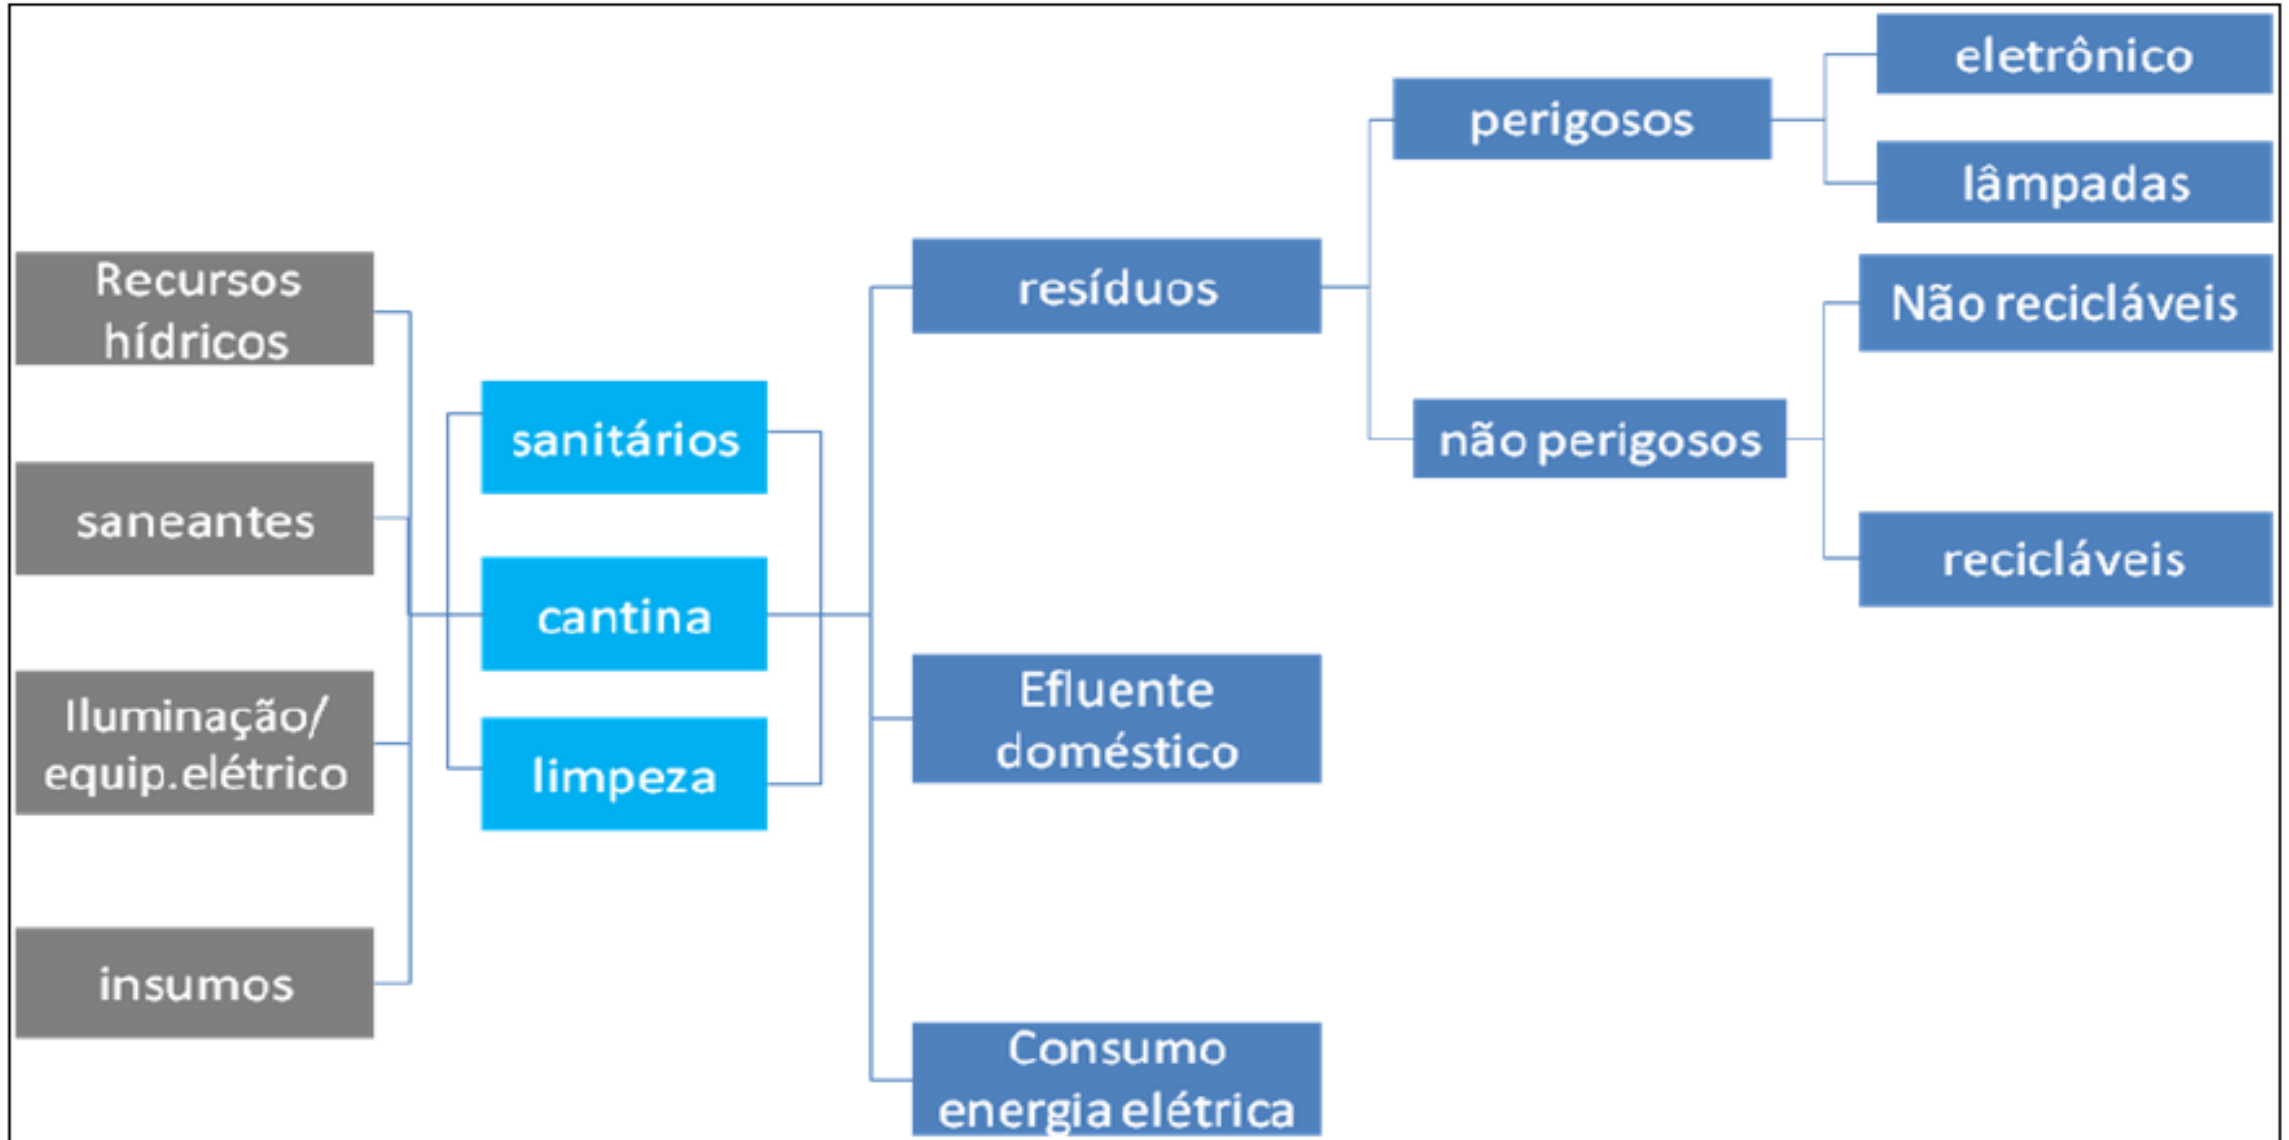 Recursos
hídricos
saneantes
Iluminação/
equip.elétrico
insumos
sanitários
cantina
limpeza
resíduos
Efluente
doméstico
Consumo
energia elétrica
perigosos
não perigosos
eletrônico
lâmpadas
Não recicláveis
recicláveis